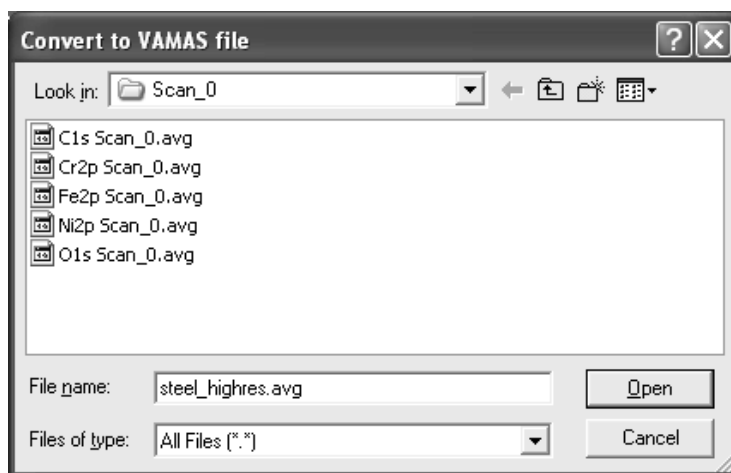 Convert to VAMAS file
Look in: Scan_0
C1s Scan_0.avg
Cr2p Scan_0.avg
Fe2p Scan_0.avg
Ni2p Scan_0.avg
O1s Scan_0.avg
File name: steel_highres.avg Open
Files of type: All Files (*.*) Cancel